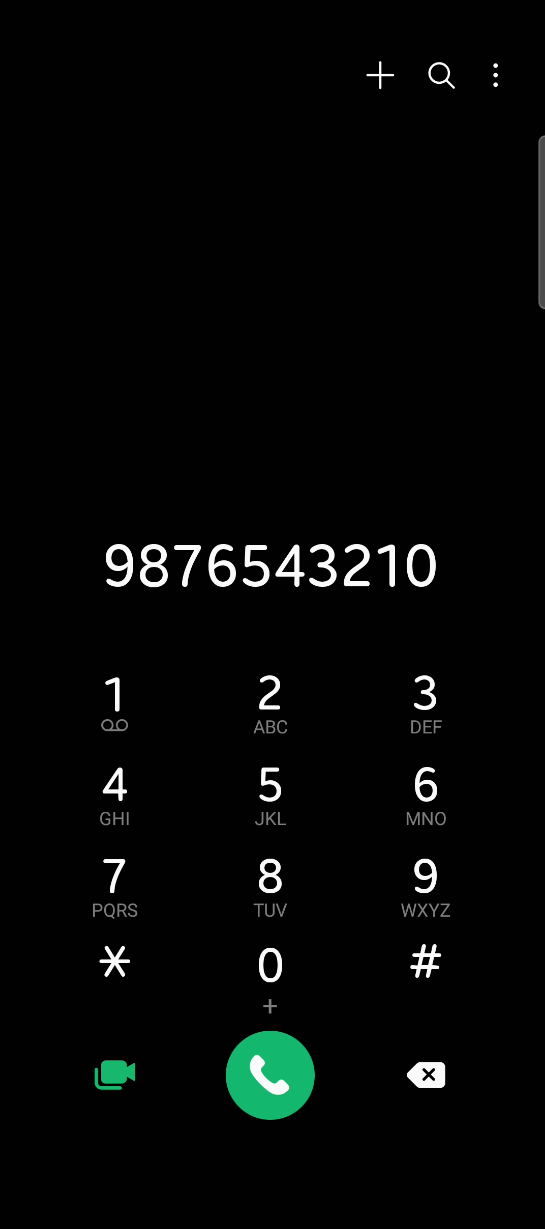 9876543210
1 2 3
ABC DEF
4 5 6
GHI JKL MNO
7 8 9
PQRS TUV WXYZ
* 0 #
+